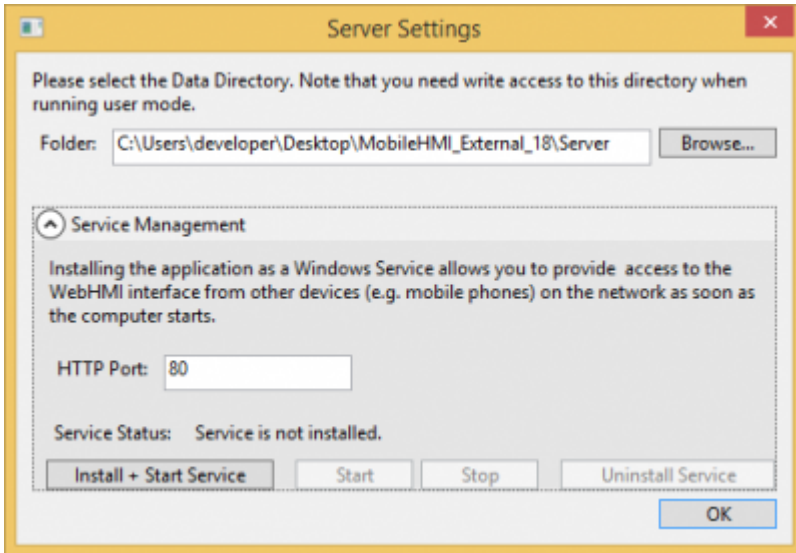 Server Settings
Please select the Data Directory. Note that you need write access to this directory when
running user mode.
Folder: C:\Users\developer\Desktop\MobileHMI_External_18\Server Browse...
Service Management
Installing the application as a Windows Service allows you to provide access to the
WebHMI interface from other devices (e.g. mobile phones) on the network as soon as
the computer starts.
HTTP Port: 80
Service Status: Service is not installed.
Install + Start Service Start Stop Uninstall Service
OK